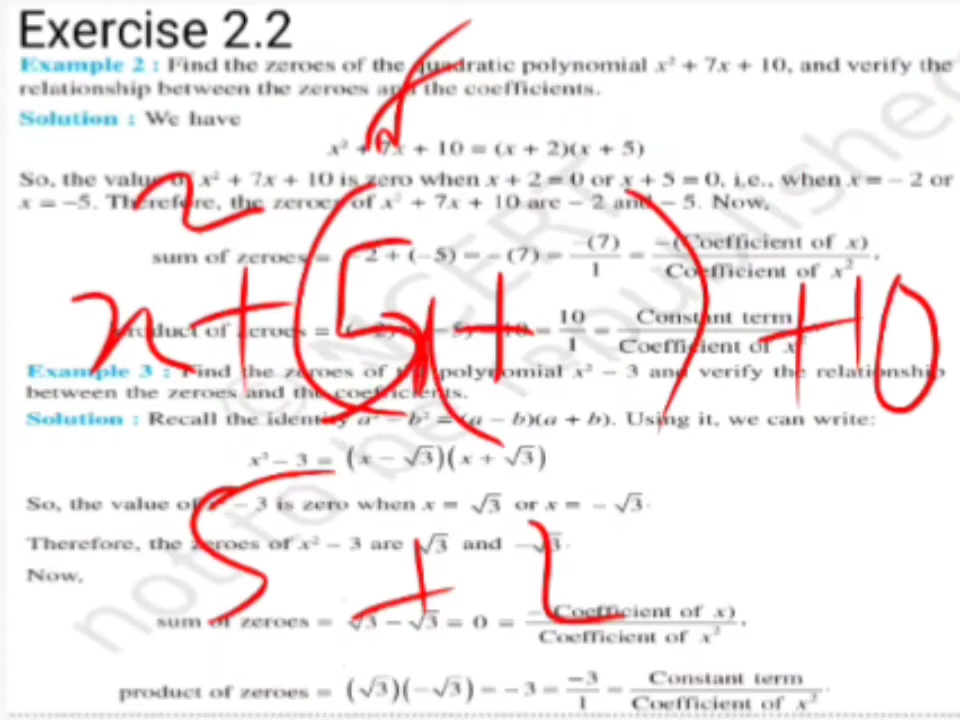 Exercise 2.2
Example 2 : Find the zeroes of the quadratic polynomial x² + 7x + 10, and verify the
relationship between the zeroes and the coefficients.
Solution : We have
x² + 7x + 10 = (x + 2)(x + 5)
So, the value of x² + 7x + 10 is zero when x + 2 = 0 or x + 5 = 0, i.e., when x = – 2 or
x = –5. Therefore, the zeroes of x² + 7x + 10 are – 2 and – 5. Now,
sum of zeroes = – 2 + (– 5) = – (7) = –(7)/1 = –(Coefficient of x)/Coefficient of x²,
x² + (5x + ) + 10
product of zeroes = (– 2) × (– 5) = 10 = 10/1 = Constant term/Coefficient of x²
Example 3 : Find the zeroes of the polynomial x² – 3 and verify the relationship
between the zeroes and the coefficients.
Solution : Recall the identity a² – b² = (a – b)(a + b). Using it, we can write:
x² – 3 = (x – √3)(x + √3)
So, the value of x² – 3 is zero when x = √3 or x = – √3.
Therefore, the zeroes of x² – 3 are √3 and –√3.
Now,
5 + 2
sum of zeroes = √3 – √3 = 0 = –(Coefficient of x)/Coefficient of x²,
product of zeroes = (√3)(–√3) = – 3 = –3/1 = Constant term/Coefficient of x².
© NCERT
not to be republished